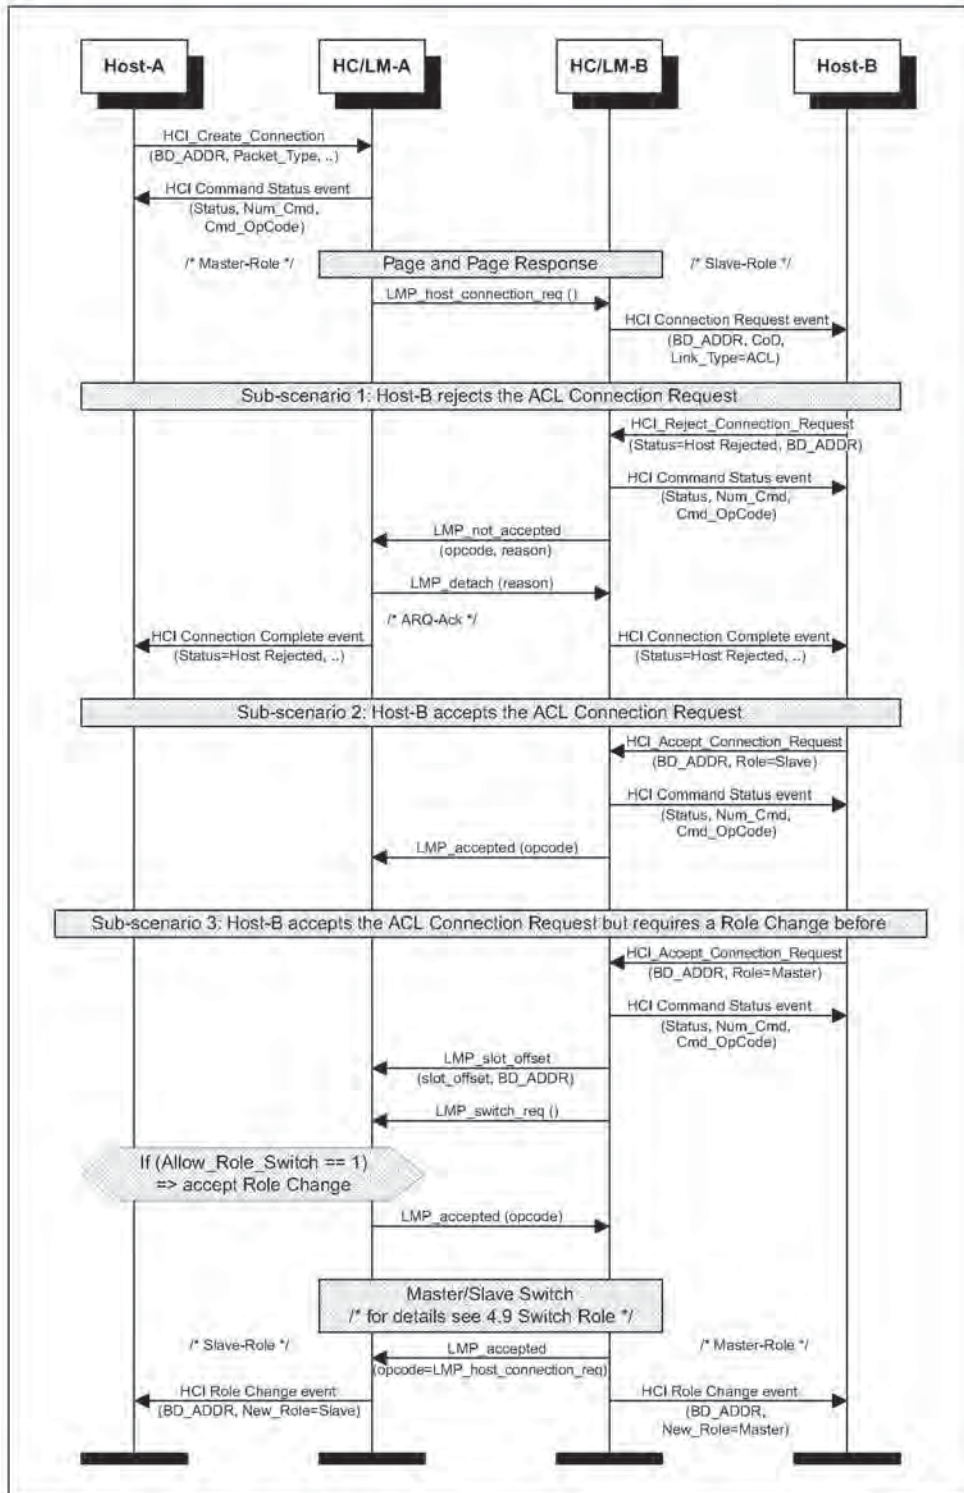 Host-A
HC/LM-A
HC/LM-B
Host-B
HCI_Create_Connection
(BD_ADDR, Packet_Type, ..)
HCI Command Status event
(Status, Num_Cmd,
Cmd_OpCode)
/* Master-Role */
Page and Page Response
/* Slave-Role */
LMP_host_connection_req ()
HCI Connection Request event
(BD_ADDR, CoD,
Link_Type=ACL)
Sub-scenario 1: Host-B rejects the ACL Connection Request
HCI_Reject_Connection_Request
(Status=Host Rejected, BD_ADDR)
HCI Command Status event
(Status, Num_Cmd,
Cmd_OpCode)
LMP_not_accepted
(opcode, reason)
LMP_detach (reason)
/* ARQ-Ack */
HCI Connection Complete event
(Status=Host Rejected, ..)
HCI Connection Complete event
(Status=Host Rejected, ..)
Sub-scenario 2: Host-B accepts the ACL Connection Request
HCI_Accept_Connection_Request
(BD_ADDR, Role=Slave)
HCI Command Status event
(Status, Num_Cmd,
Cmd_OpCode)
LMP_accepted (opcode)
Sub-scenario 3: Host-B accepts the ACL Connection Request but requires a Role Change before
HCI_Accept_Connection_Request
(BD_ADDR, Role=Master)
HCI Command Status event
(Status, Num_Cmd,
Cmd_OpCode)
LMP_slot_offset
(slot_offset, BD_ADDR)
LMP_switch_req ()
If (Allow_Role_Switch == 1)
=> accept Role Change
LMP_accepted (opcode)
Master/Slave Switch
/* for details see 4.9 Switch Role */
/* Slave-Role */
LMP_accepted
(opcode=LMP_host_connection_req)
/* Master-Role */
HCI Role Change event
(BD_ADDR, New_Role=Slave)
HCI Role Change event
(BD_ADDR,
New_Role=Master)